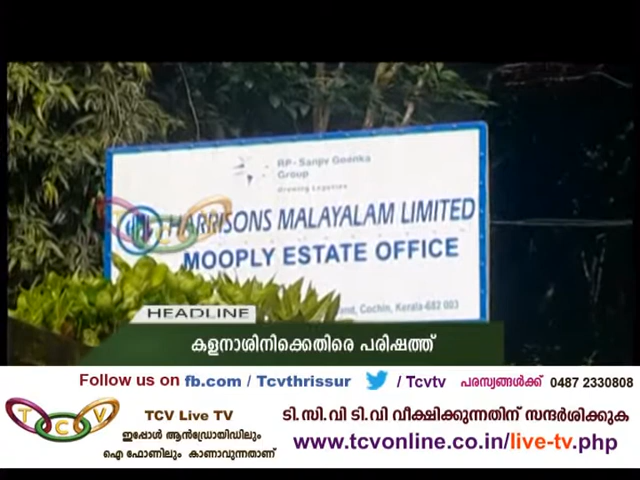 RP-Sanjiv Goenka
Group
Growing Legacies
HARRISONS MALAYALAM LIMITED
MOOPLY ESTATE OFFICE
Cochin, Kerala-682 003
HEADLINE
കളനാശിനിക്കെതിരെ പരിഷത്ത്
Follow us on fb.com / Tcvthrissur / Tcvtv പരസ്യങ്ങൾക്ക് 0487 2330808
TCV
TCV Live TV
ഇപ്പോൾ ആൻഡ്രോയിഡിലും
ഐ ഫോണിലും കാണാവുന്നതാണ്
ടി.സി.വി ടി.വി വീക്ഷിക്കുന്നതിന് സന്ദർശിക്കുക
www.tcvonline.co.in/live-tv.php